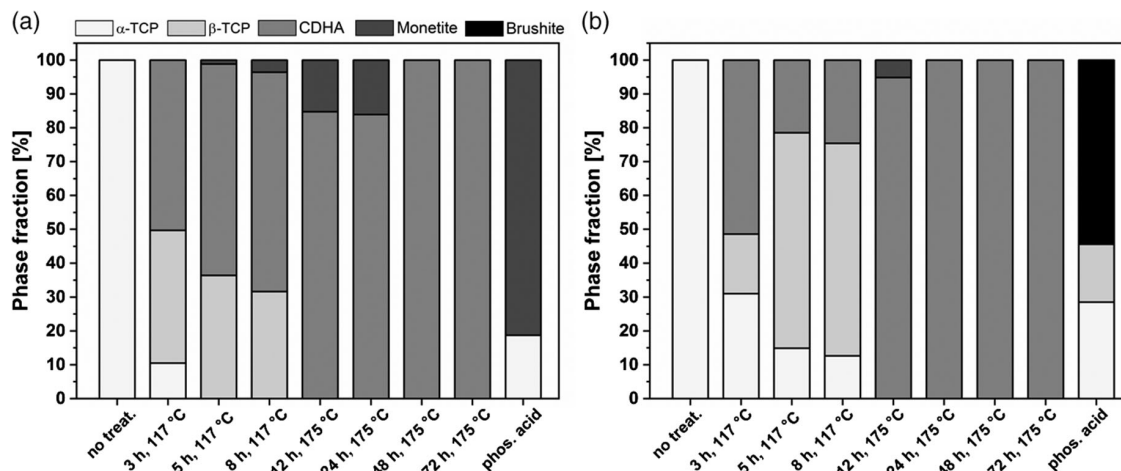 (a)
α-TCP β-TCP CDHA Monetite Brushite
(b)
Phase fraction [%]
100
90
80
70
60
50
40
30
20
10
0
no treat.
3 h, 117 °C
5 h, 117 °C
8 h, 117 °C
12 h, 175 °C
24 h, 175 °C
48 h, 175 °C
72 h, 175 °C
phos. acid
Phase fraction [%]
100
90
80
70
60
50
40
30
20
10
0
no treat.
3 h, 117 °C
5 h, 117 °C
8 h, 117 °C
12 h, 175 °C
24 h, 175 °C
48 h, 175 °C
72 h, 175 °C
phos. acid